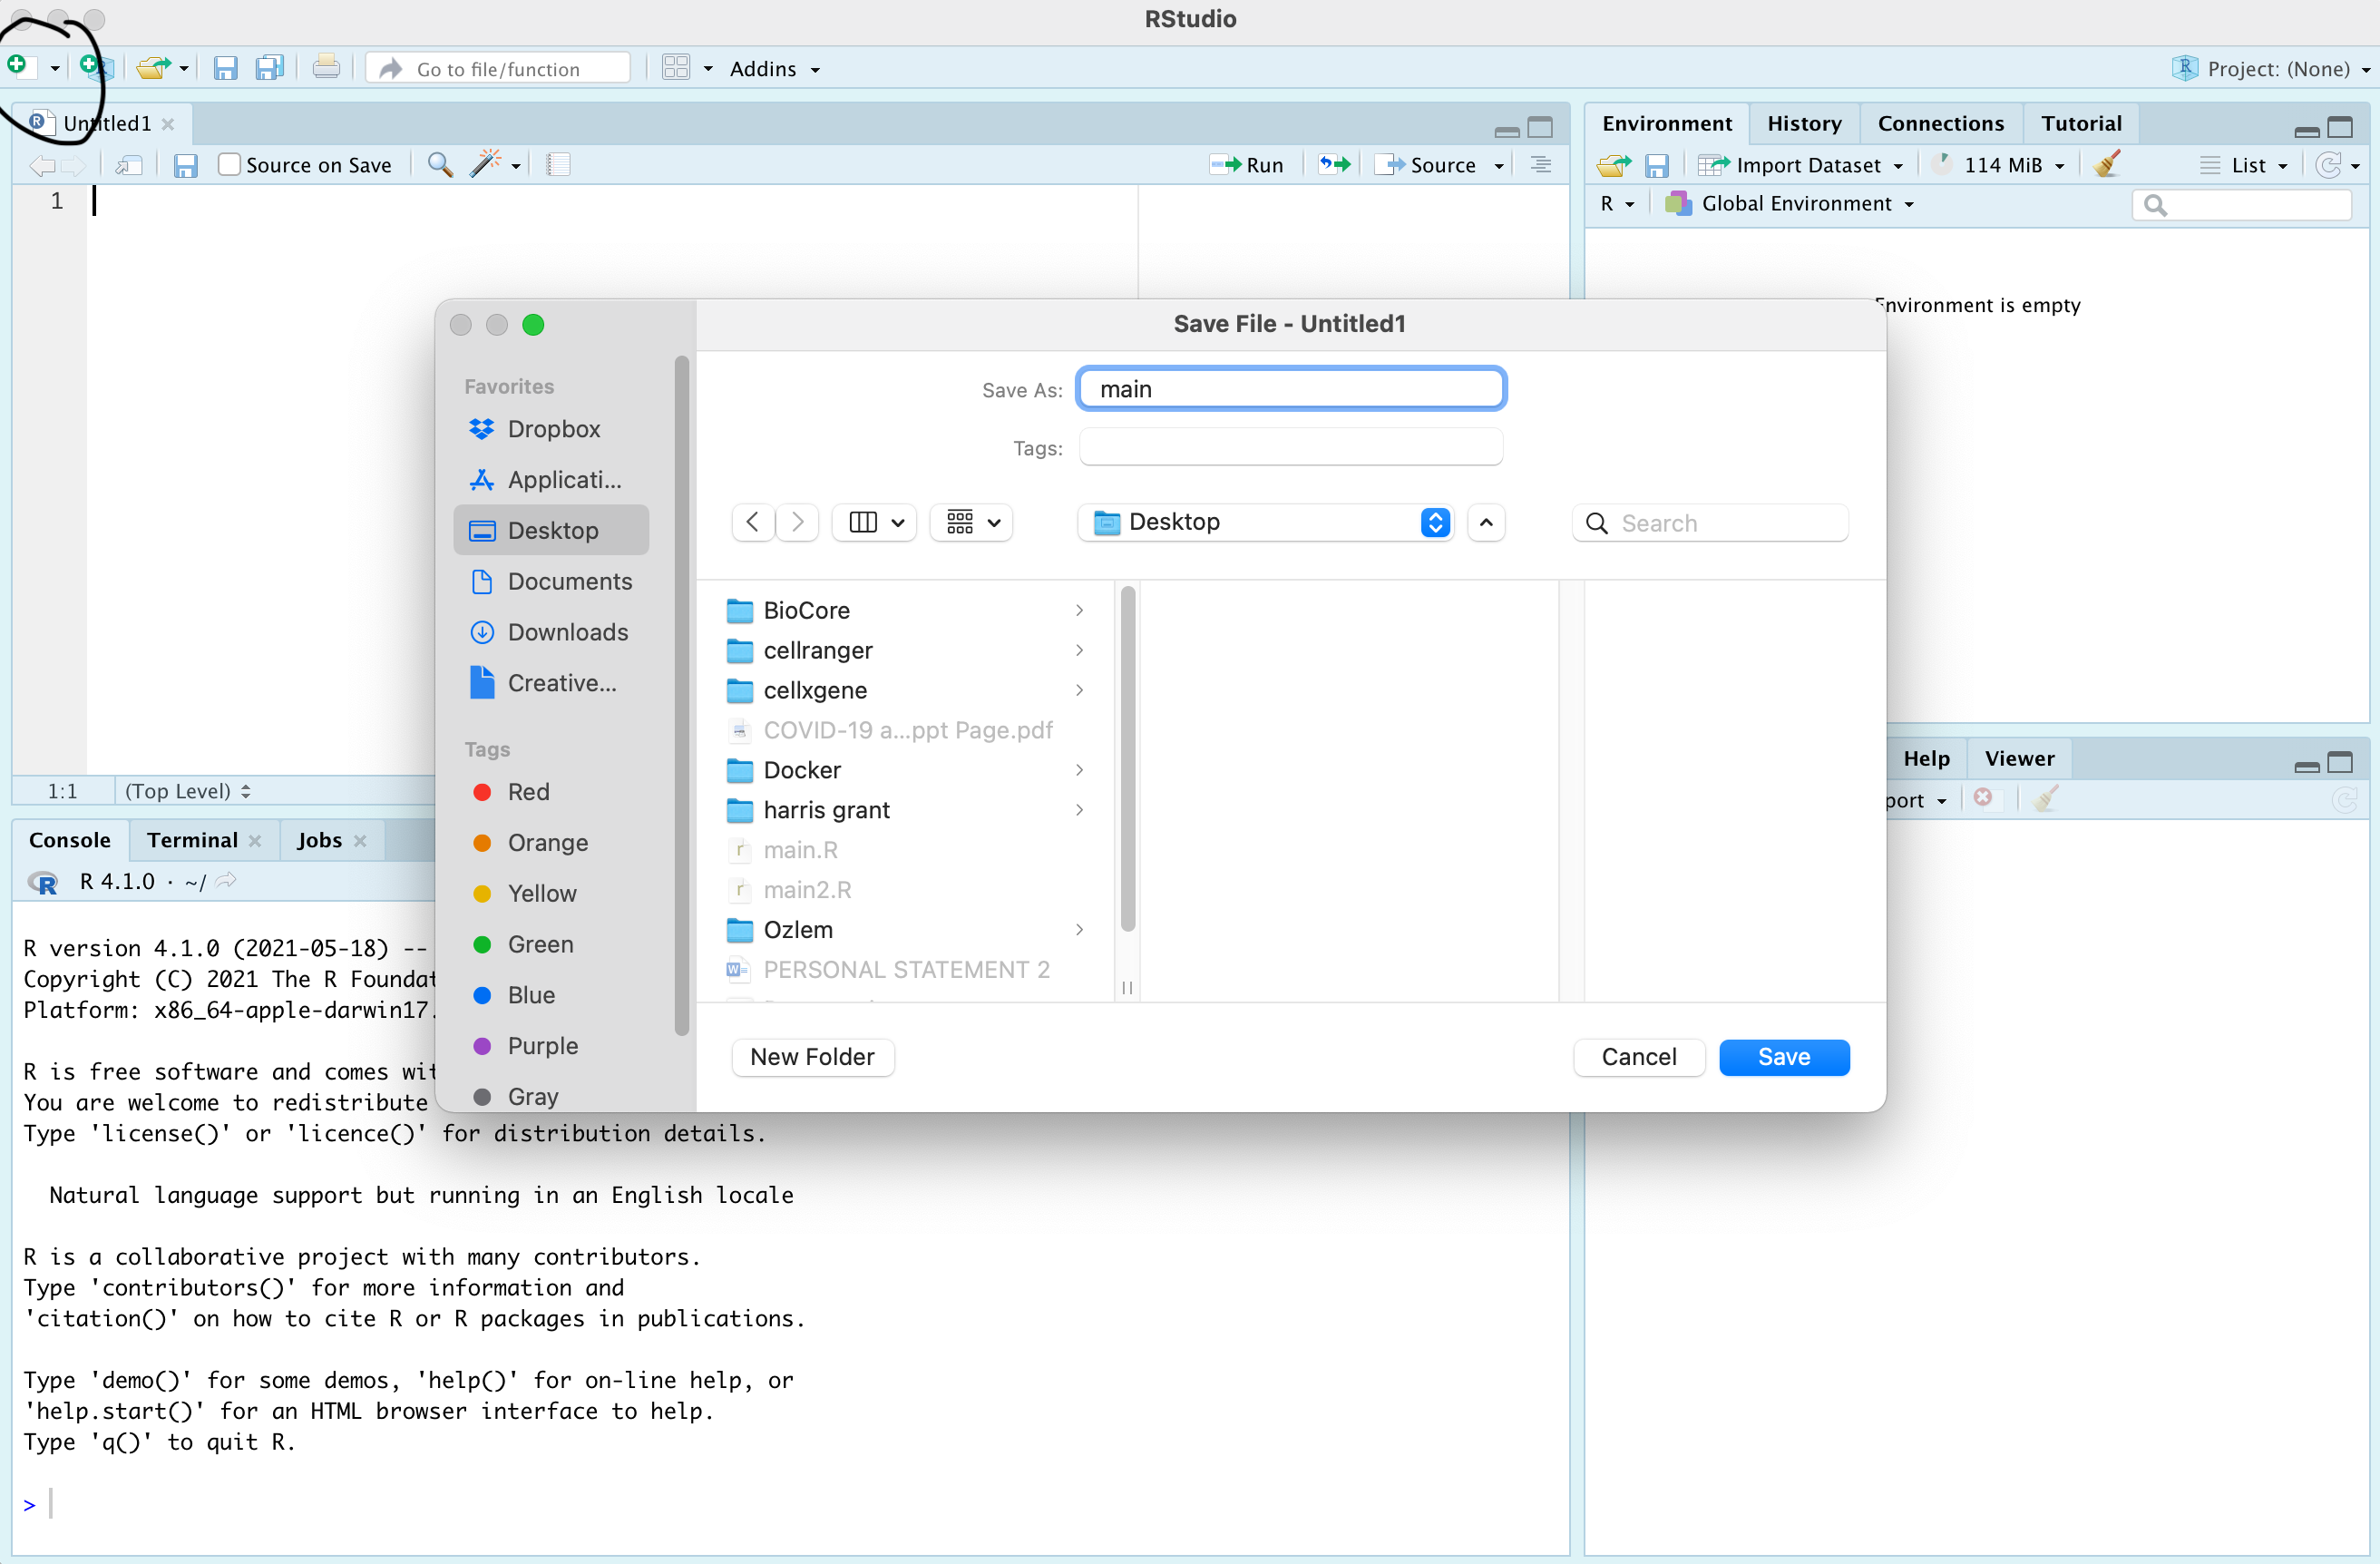 RStudio
Go to file/function
Addins
Project: (None)
Untitled1
Source on Save
Run
Source
1
1:1
(Top Level)
Environment
History
Connections
Tutorial
Import Dataset
114 MiB
List
R
Global Environment
Environment is empty
Save File - Untitled1
Save As:
main
Tags:
Desktop
Search
Favorites
Dropbox
Applicati...
Desktop
Documents
Downloads
Creative...
Tags
Red
Orange
Yellow
Green
Blue
Purple
Gray
BioCore
cellranger
cellxgene
COVID-19 a...ppt Page.pdf
Docker
harris grant
main.R
main2.R
Ozlem
PERSONAL STATEMENT 2
New Folder
Cancel
Save
Help
Viewer
port
Console
Terminal
Jobs
R 4.1.0 · ~/
R version 4.1.0 (2021-05-18) --
Copyright (C) 2021 The R Foundat
Platform: x86_64-apple-darwin17.
R is free software and comes wit
You are welcome to redistribute
Type 'license()' or 'licence()' for distribution details.
Natural language support but running in an English locale
R is a collaborative project with many contributors.
Type 'contributors()' for more information and
'citation()' on how to cite R or R packages in publications.
Type 'demo()' for some demos, 'help()' for on-line help, or
'help.start()' for an HTML browser interface to help.
Type 'q()' to quit R.
>